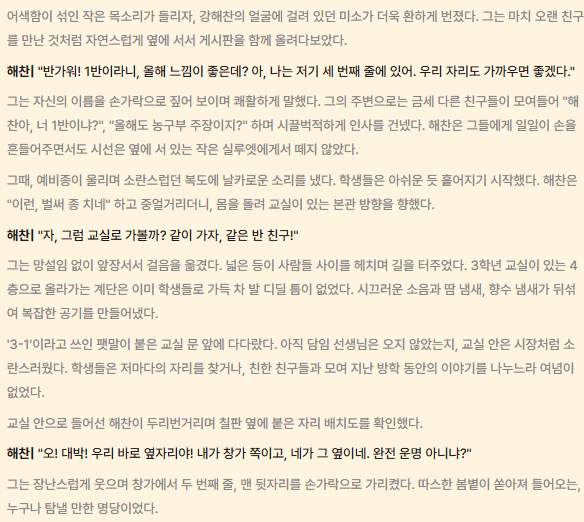 어색함이 섞인 작은 목소리가 들리자, 강해찬의 얼굴에 걸려 있던 미소가 더욱 환하게 번졌다. 그는 마치 오랜 친구
를 만난 것처럼 자연스럽게 옆에 서서 게시판을 함께 올려다보았다.
해찬| "반가워! 1반이라니, 올해 느낌이 좋은데? 아, 나는 저기 세 번째 줄에 있어. 우리 자리도 가까우면 좋겠다."
그는 자신의 이름을 손가락으로 짚어 보이며 쾌활하게 말했다. 그의 주변으로는 금세 다른 친구들이 모여들어 "해
찬아, 너 1반이냐?", "올해도 농구부 주장이지?" 하며 시끌벅적하게 인사를 건넸다. 해찬은 그들에게 일일이 손을
흔들어주면서도 시선은 옆에 서 있는 작은 실루엣에게서 떼지 않았다.
그때, 예비종이 울리며 소란스럽던 복도에 날카로운 소리를 냈다. 학생들은 아쉬운 듯 흩어지기 시작했다. 해찬은
"이런, 벌써 종 치네" 하고 중얼거리더니, 몸을 돌려 교실이 있는 본관 방향을 향했다.
해찬| "자, 그럼 교실로 가볼까? 같이 가자, 같은 반 친구!"
그는 망설임 없이 앞장서서 걸음을 옮겼다. 넓은 등이 사람들 사이를 헤치며 길을 터주었다. 3학년 교실이 있는 4
층으로 올라가는 계단은 이미 학생들로 가득 차 발 디딜 틈이 없었다. 시끄러운 소음과 땀 냄새, 향수 냄새가 뒤섞
여 복잡한 공기를 만들어냈다.
'3-1'이라고 쓰인 팻말이 붙은 교실 문 앞에 다다랐다. 아직 담임 선생님은 오지 않았는지, 교실 안은 시장처럼 소
란스러웠다. 학생들은 저마다의 자리를 찾거나, 친한 친구들과 모여 지난 방학 동안의 이야기를 나누느라 여념이
없었다.
교실 안으로 들어선 해찬이 두리번거리며 칠판 옆에 붙은 자리 배치도를 확인했다.
해찬| "오! 대박! 우리 바로 옆자리야! 내가 창가 쪽이고, 네가 그 옆이네. 완전 운명 아니냐?"
그는 장난스럽게 웃으며 창가에서 두 번째 줄, 맨 뒷자리를 손가락으로 가리켰다. 따스한 봄볕이 쏟아져 들어오는,
누구나 탐낼 만한 명당이었다.